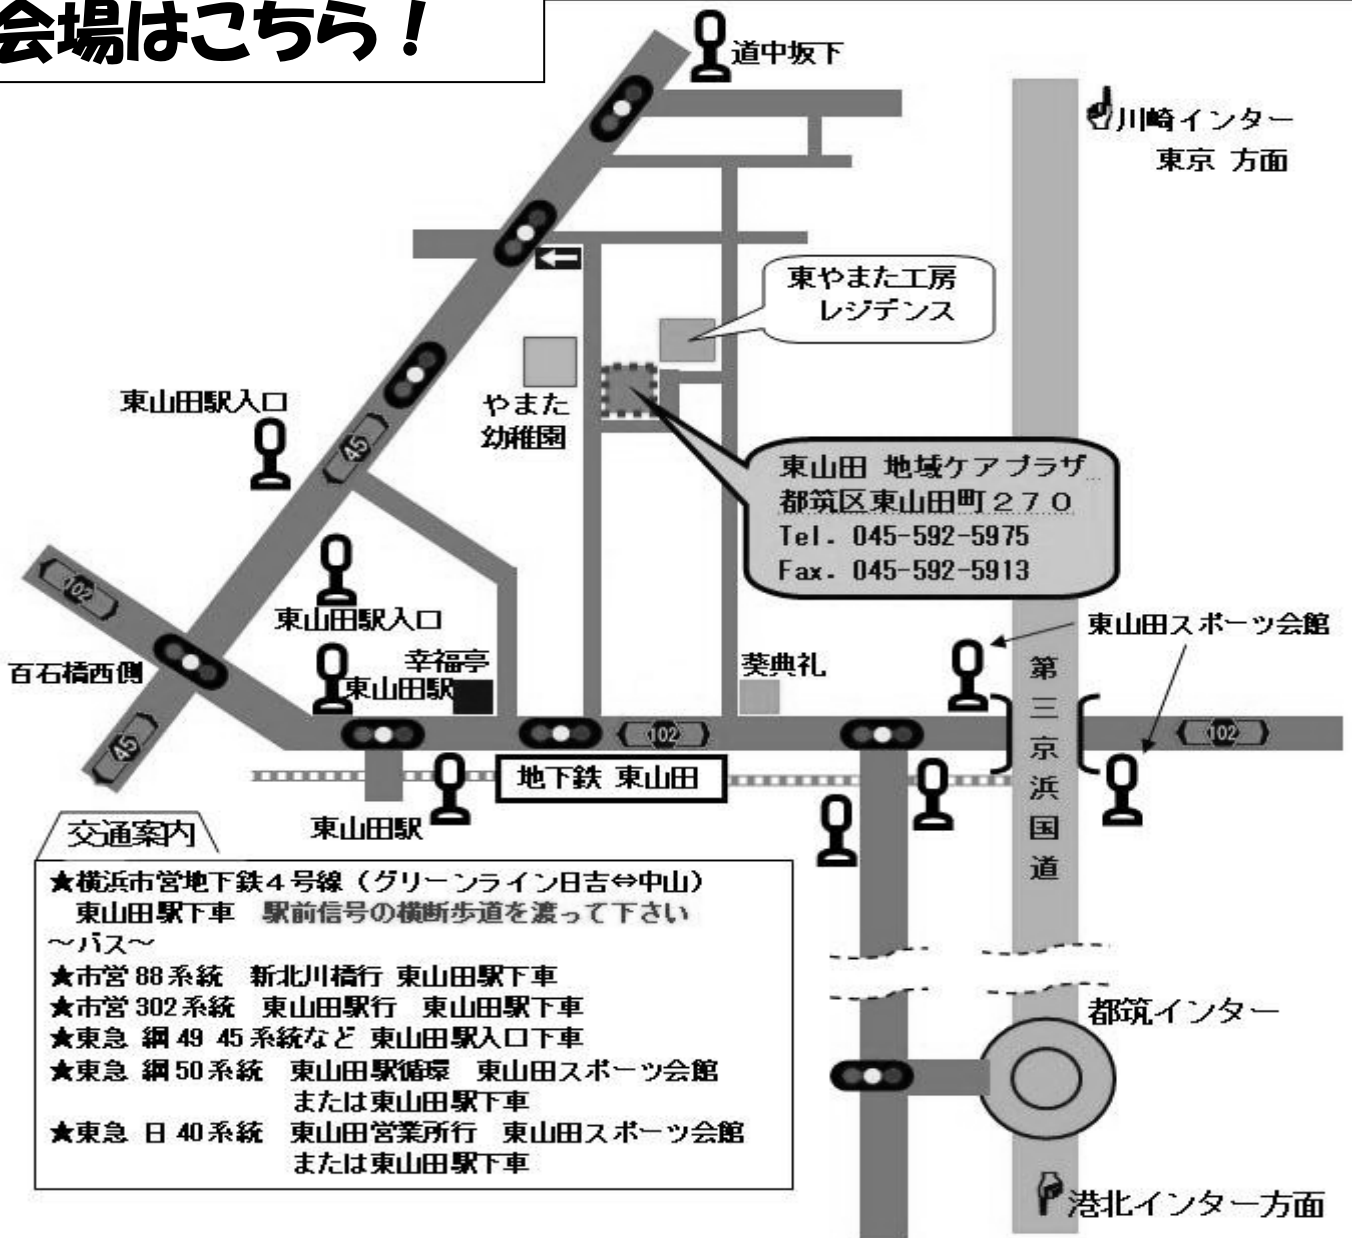 会場はこちら！
道中坂下
川崎インター
東京 方面
東やまた工房
レジデンス
東山田駅入口
やまた
幼稚園
45
東山田 地域ケアプラザ
都筑区東山田町２７０
Tel. 045-592-5975
Fax. 045-592-5913
102
東山田駅入口
東山田スポーツ会館
百石橋西側
幸福亭
東山田駅
葵典礼
第三京浜国道
45
102
102
地下鉄 東山田
東山田駅
交通案内
★横浜市営地下鉄４号線（グリーンライン日吉⇔中山）
東山田駅下車 駅前信号の横断歩道を渡って下さい
～バス～
★市営 88 系統 新北川橋行 東山田駅下車
★市営 302 系統 東山田駅行 東山田駅下車
★東急 綱 49 45 系統など 東山田駅入口下車
★東急 綱 50 系統 東山田駅循環 東山田スポーツ会館
または東山田駅下車
★東急 日 40 系統 東山田営業所行 東山田スポーツ会館
または東山田駅下車
都筑インター
港北インター方面